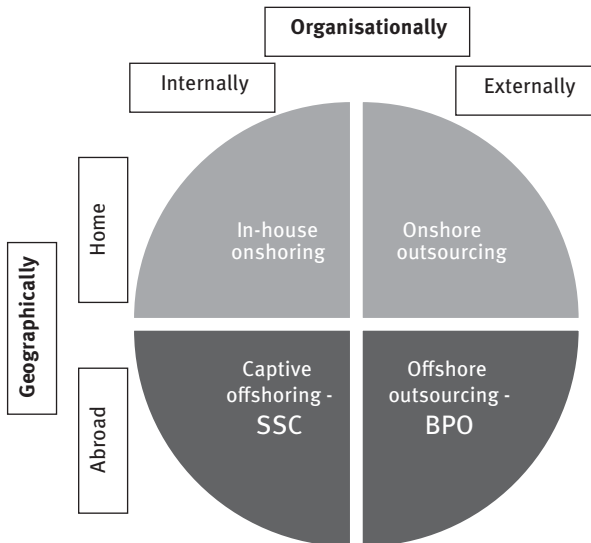 Organisationally
Internally
Externally
Geographically
Home
In-house
onshoring
Onshore
outsourcing
Abroad
Captive
offshoring -
SSC
Offshore
outsourcing -
BPO